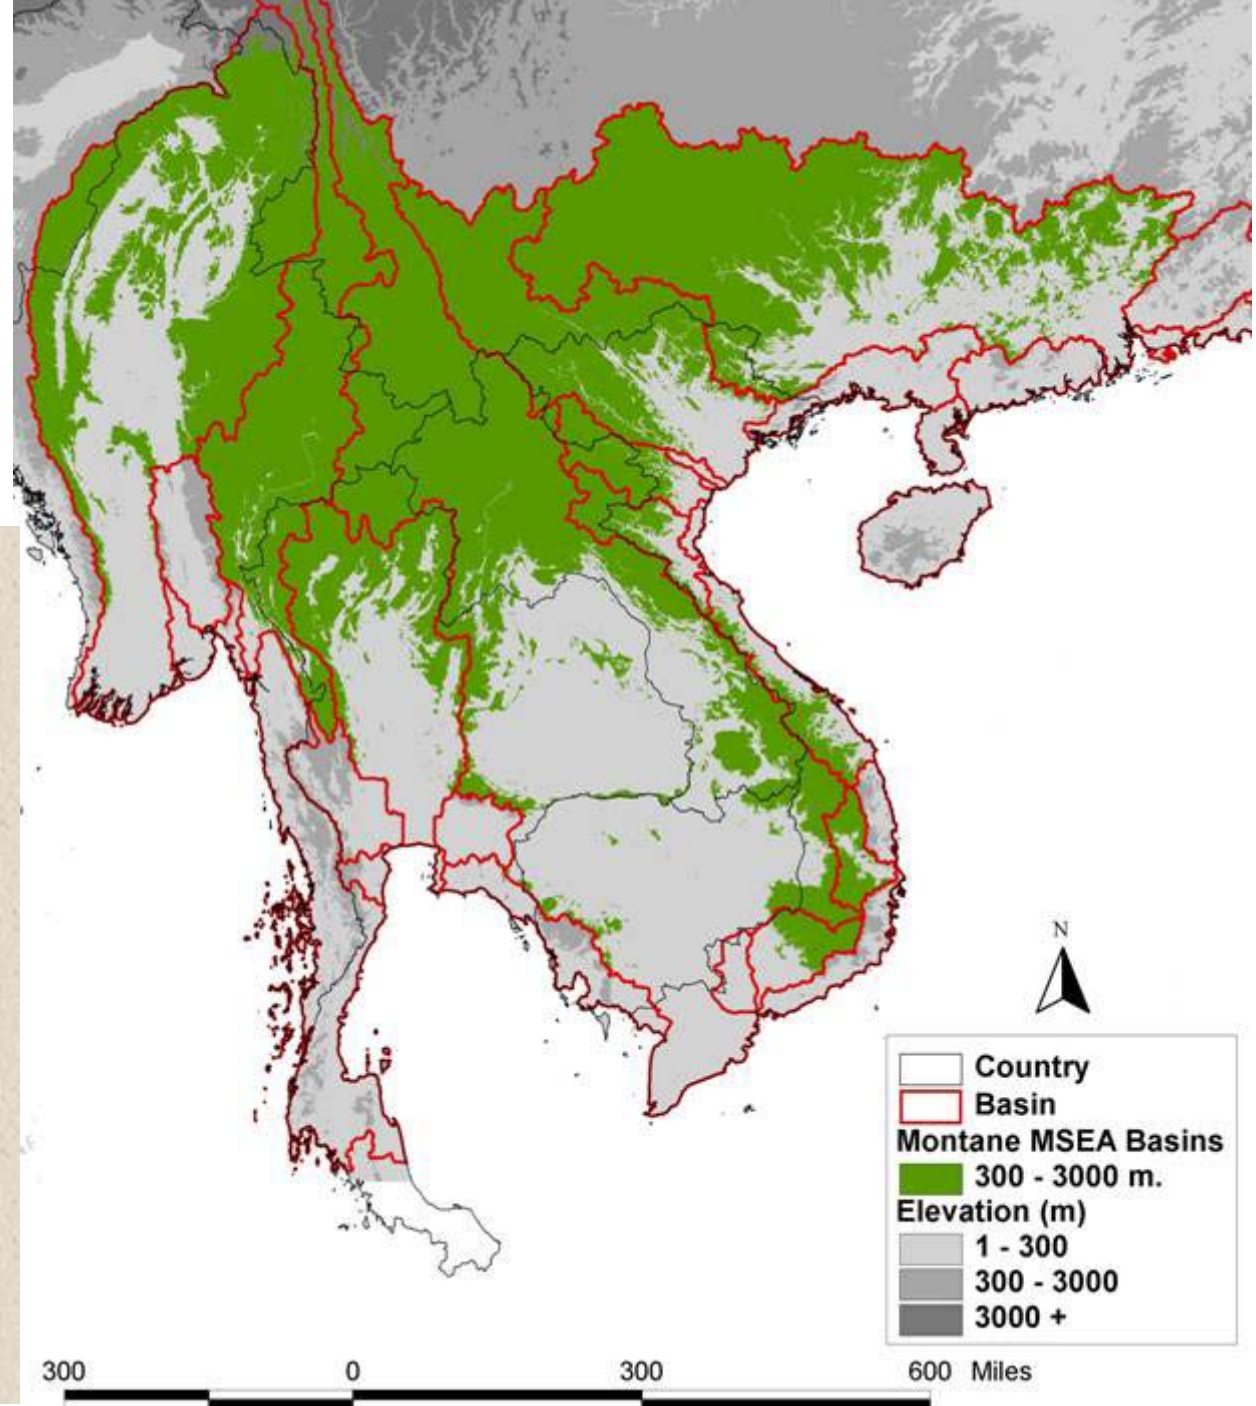 N
Country
Basin
Montane MSEA Basins
300 - 3000 m.
Elevation (m)
1 - 300
300 - 3000
3000 +
300 0 300 600 Miles